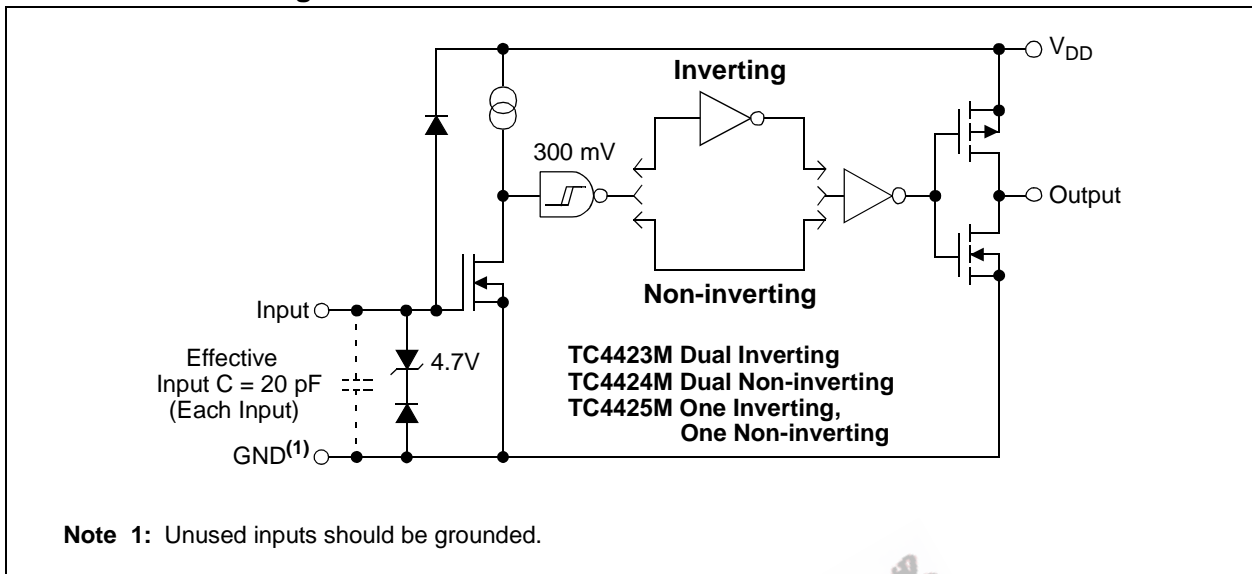 V_DD
Inverting
300 mV
Output
Non-inverting
Input
Effective
Input C = 20 pF
(Each Input)
4.7V
TC4423M Dual Inverting
TC4424M Dual Non-inverting
TC4425M One Inverting,
One Non-inverting
GND(1)
Note 1: Unused inputs should be grounded.